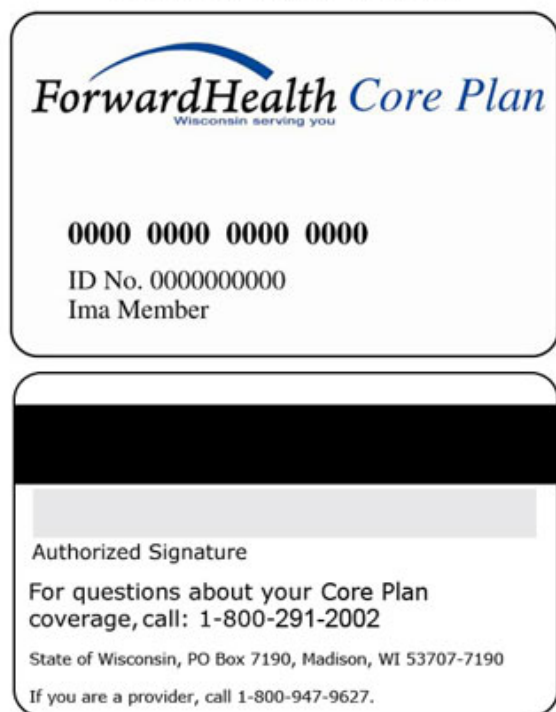 ForwardHealth Core Plan
Wisconsin serving you
0000 0000 0000 0000
ID No. 0000000000
Ima Member
Authorized Signature
For questions about your Core Plan
coverage, call: 1-800-291-2002
State of Wisconsin, PO Box 7190, Madison, WI 53707-7190
If you are a provider, call 1-800-947-9627.